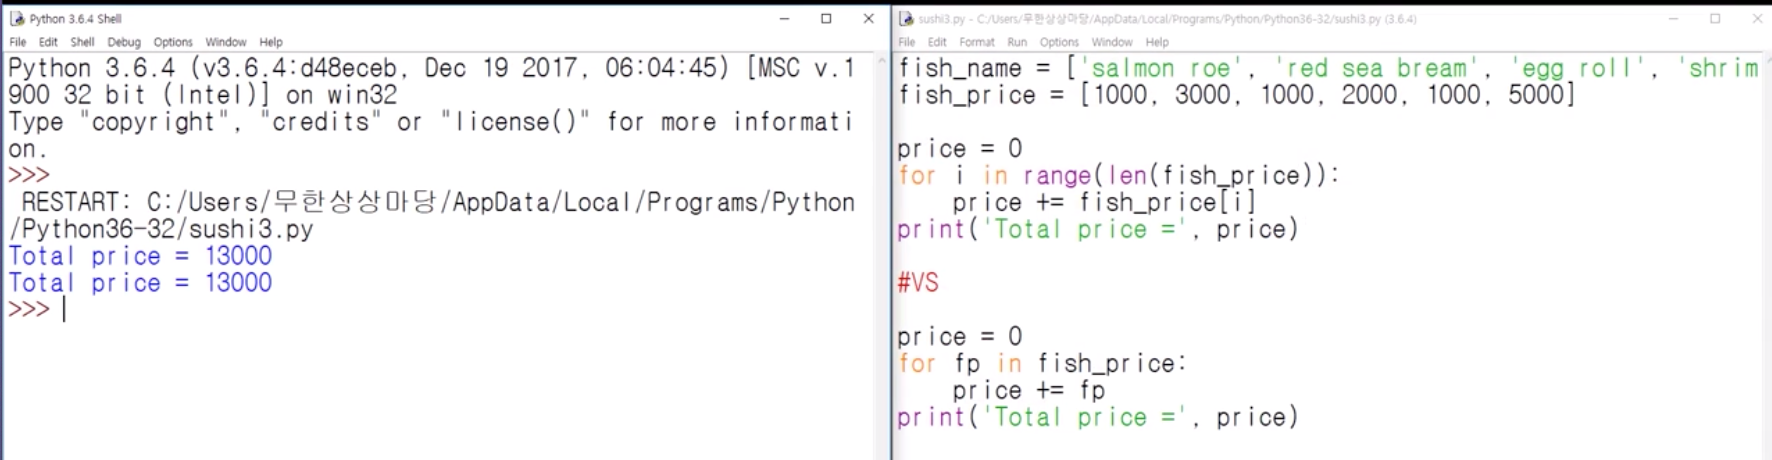 Python 3.6.4 Shell
File Edit Shell Debug Options Window Help
Python 3.6.4 (v3.6.4:d48eceb, Dec 19 2017, 06:04:45) [MSC v.1
900 32 bit (Intel)] on win32
Type "copyright", "credits" or "license()" for more informati
on.
>>>
 RESTART: C:/Users/무한상상마당/AppData/Local/Programs/Python
/Python36-32/sushi3.py
Total price = 13000
Total price = 13000
>>>
sushi3.py - C:/Users/무한상상마당/AppData/Local/Programs/Python/Python36-32/sushi3.py (3.6.4)
File Edit Format Run Options Window Help
fish_name = ['salmon roe', 'red sea bream', 'egg roll', 'shrim
fish_price = [1000, 3000, 1000, 2000, 1000, 5000]
price = 0
for i in range(len(fish_price)):
    price += fish_price[i]
print('Total price =', price)
#VS
price = 0
for fp in fish_price:
    price += fp
print('Total price =', price)